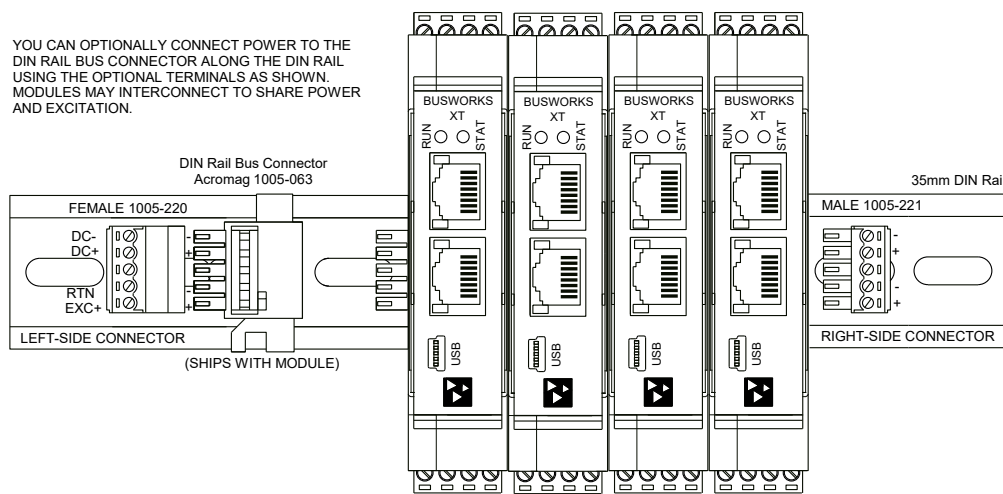 YOU CAN OPTIONALLY CONNECT POWER TO THE
DIN RAIL BUS CONNECTOR ALONG THE DIN RAIL
USING THE OPTIONAL TERMINALS AS SHOWN.
MODULES MAY INTERCONNECT TO SHARE POWER
AND EXCITATION.
DIN Rail Bus Connector
Acromag 1005-063
FEMALE 1005-220
DC-
DC+
RTN
EXC+
-
+
-
+
LEFT-SIDE CONNECTOR
(SHIPS WITH MODULE)
BUSWORKS
XT
RUN
STAT
USB
BUSWORKS
XT
RUN
STAT
USB
BUSWORKS
XT
RUN
STAT
USB
BUSWORKS
XT
RUN
STAT
USB
35mm DIN Rai
MALE 1005-221
-
+
-
+
RIGHT-SIDE CONNECTOR